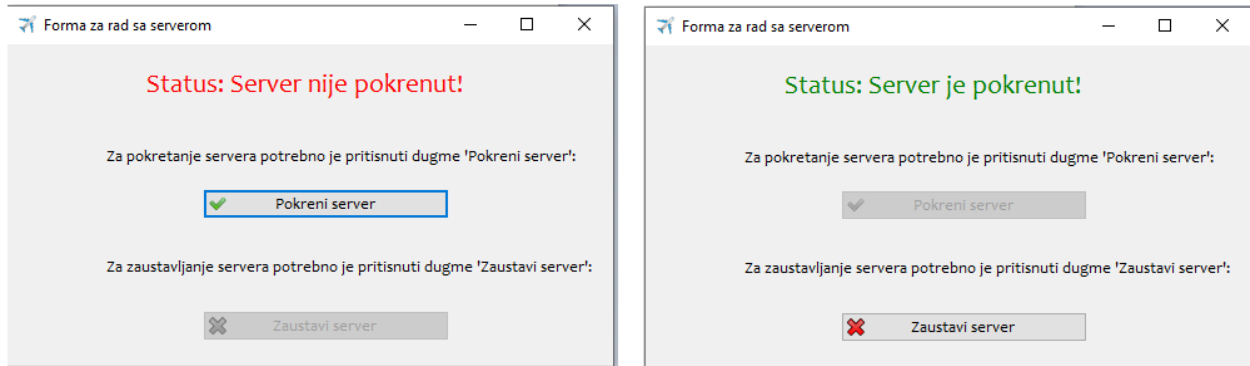 Forma za rad sa serverom
Status: Server nije pokrenut!
Za pokretanje servera potrebno je pritisnuti dugme 'Pokreni server':
Pokreni server
Za zaustavljanje servera potrebno je pritisnuti dugme 'Zaustavi server':
Zaustavi server
Forma za rad sa serverom
Status: Server je pokrenut!
Za pokretanje servera potrebno je pritisnuti dugme 'Pokreni server':
Pokreni server
Za zaustavljanje servera potrebno je pritisnuti dugme 'Zaustavi server':
Zaustavi server